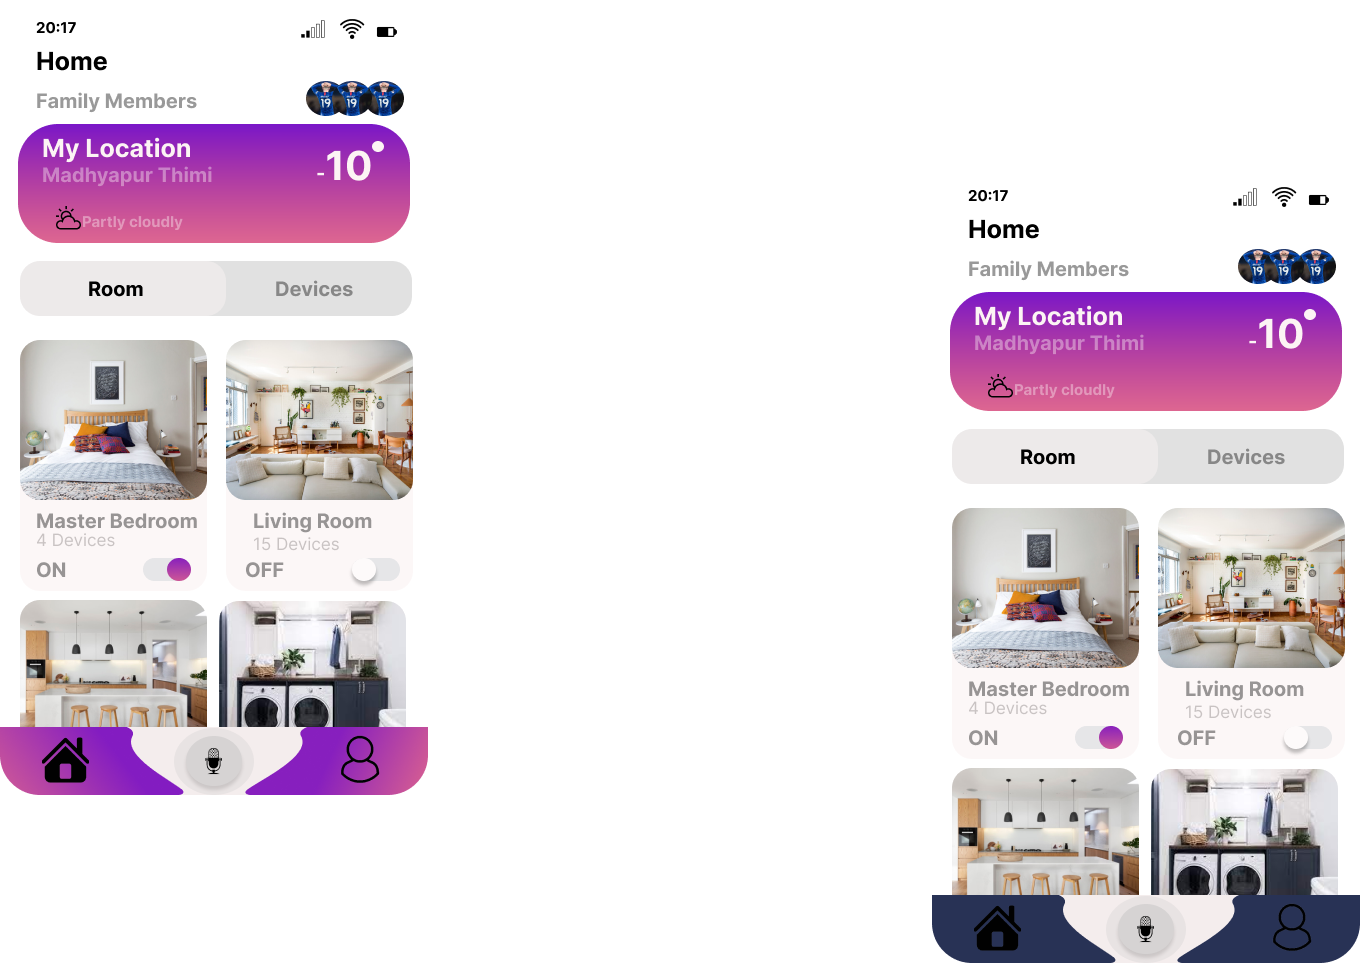 20:17
Home
Family Members
19 19 19
My Location
Madhyapur Thimi
-10
Partly cloudly
Room Devices
Master Bedroom
4 Devices
ON
Living Room
15 Devices
OFF
20:17
Home
Family Members
19 19 19
My Location
Madhyapur Thimi
-10
Partly cloudly
Room Devices
Master Bedroom
4 Devices
ON
Living Room
15 Devices
OFF